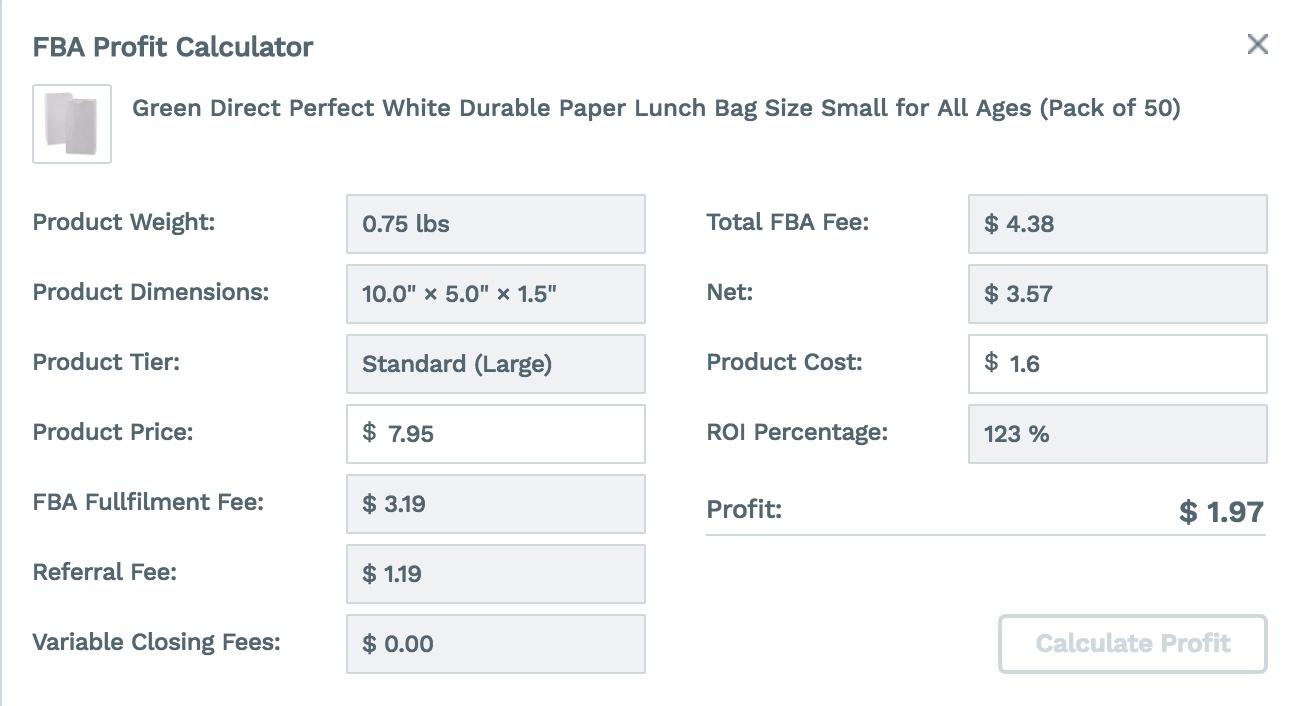 FBA Profit Calculator
Green Direct Perfect White Durable Paper Lunch Bag Size Small for All Ages (Pack of 50)
Product Weight: 0.75 lbs
Product Dimensions: 10.0" × 5.0" × 1.5"
Product Tier: Standard (Large)
Product Price: $ 7.95
FBA Fullfilment Fee: $ 3.19
Referral Fee: $ 1.19
Variable Closing Fees: $ 0.00
Total FBA Fee: $ 4.38
Net: $ 3.57
Product Cost: $ 1.6
ROI Percentage: 123 %
Profit: $ 1.97
Calculate Profit